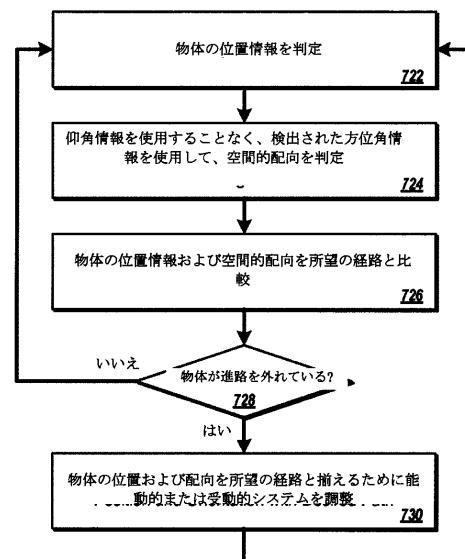 物体の位置情報を判定
722
仰角情報を使用することなく、検出された方位角情
報を使用して、空間的配向を判定
724
物体の位置情報および空間的配向を所望の経路と比
較
726
いいえ
物体が進路を外れている?
728
はい
物体の位置および配向を所望の経路と揃えるために能
動的または受動的システムを調整
730